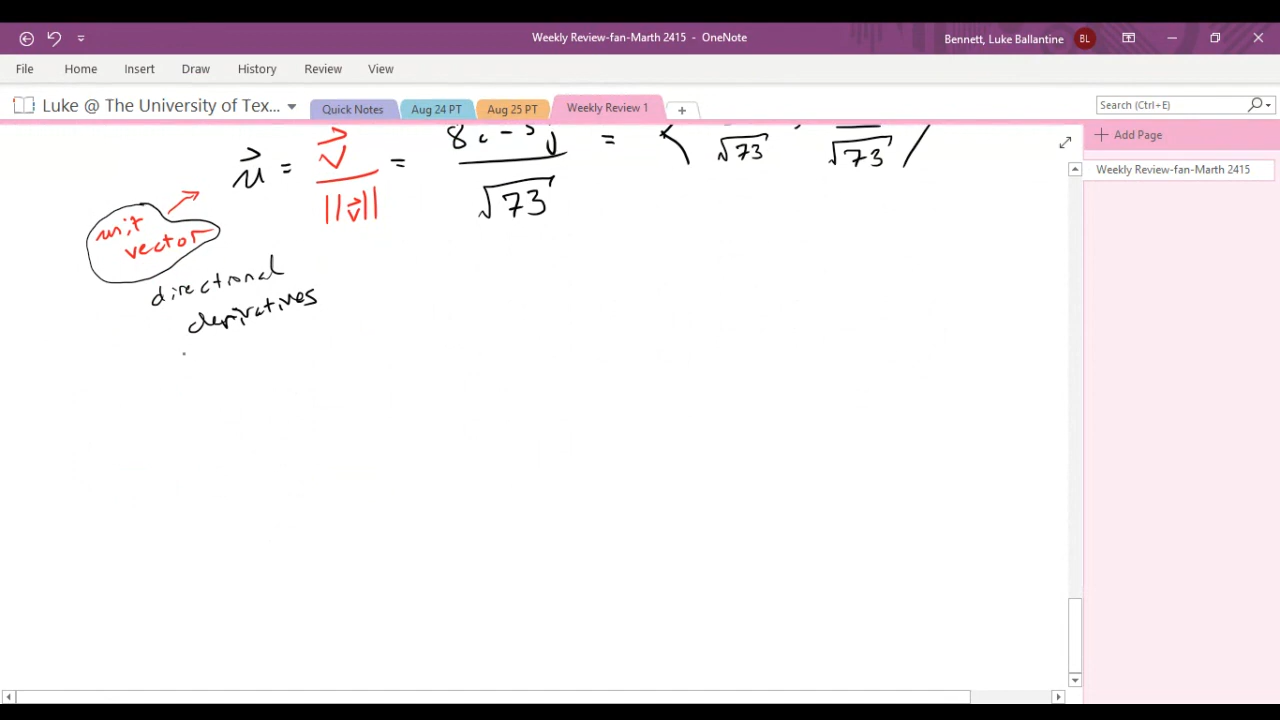 Weekly Review-fan-Marth 2415 - OneNote
Bennett, Luke Ballantine BL
File Home Insert Draw History Review View
Luke @ The University of Tex... Quick Notes Aug 24 PT Aug 25 PT Weekly Review 1 + Search (Ctrl+E)
+ Add Page
Weekly Review-fan-Marth 2415
u = v / ||v|| = / √73 = ⟨ / √73 , / √73 ⟩
unit
vector
directional
derivatives